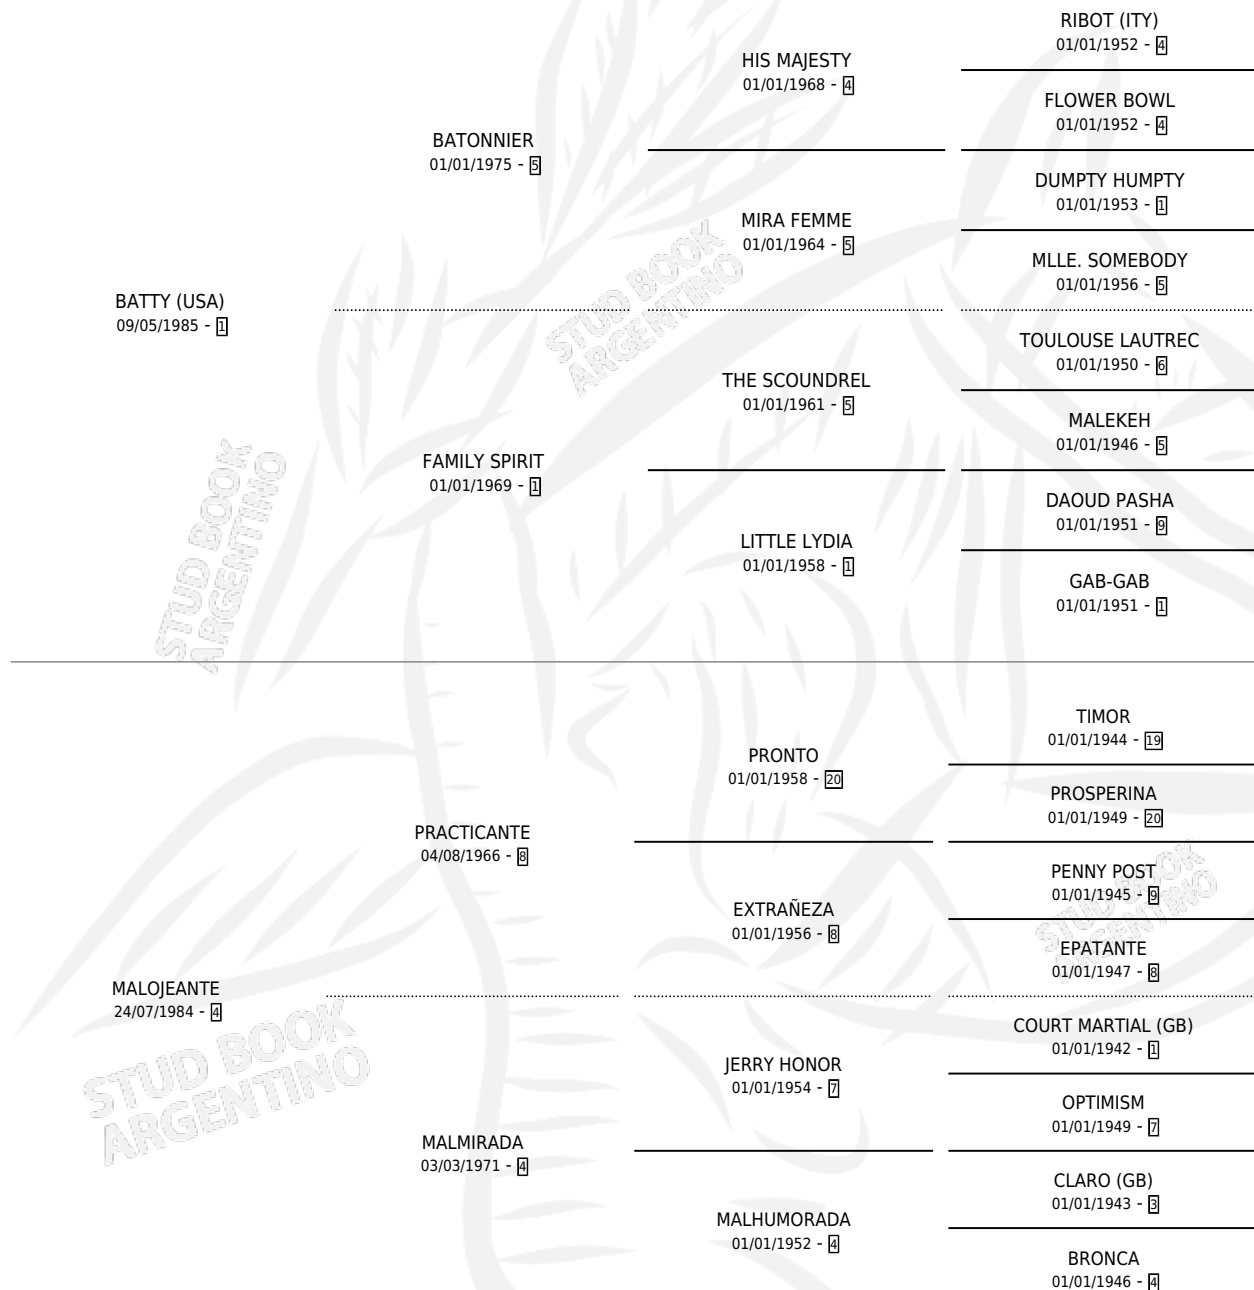 RIBOT (ITY)
01/01/1952 - 4
HIS MAJESTY
01/01/1968 - 4
FLOWER BOWL
01/01/1952 - 4
BATONNIER
01/01/1975 - 5
DUMPTY HUMPTY
01/01/1953 - 1
MIRA FEMME
01/01/1964 - 5
MLLE. SOMEBODY
01/01/1956 - 5
BATTY (USA)
09/05/1985 - 1
STUD BOOK
ARGENTINO
TOULOUSE LAUTREC
01/01/1950 - 6
THE SCOUNDREL
01/01/1961 - 5
MALEKEH
01/01/1946 - 5
FAMILY SPIRIT
01/01/1969 - 1
DAOUD PASHA
01/01/1951 - 9
LITTLE LYDIA
01/01/1958 - 1
GAB-GAB
01/01/1951 - 1
STUD BOOK
ARGENTINO
TIMOR
01/01/1944 - 19
PRONTO
01/01/1958 - 20
PROSPERINA
01/01/1949 - 20
PRACTICANTE
04/08/1966 - 8
PENNY POST
01/01/1945 - 9
EXTRAÑEZA
01/01/1956 - 8
EPATANTE
01/01/1947 - 8
STUD BOOK
ARGENTINO
MALOJEANTE
24/07/1984 - 4
COURT MARTIAL (GB)
01/01/1942 - 1
JERRY HONOR
01/01/1954 - 7
OPTIMISM
01/01/1949 - 7
STUD BOOK
ARGENTINO
MALMIRADA
03/03/1971 - 4
CLARO (GB)
01/01/1943 - 3
MALHUMORADA
01/01/1952 - 4
BRONCA
01/01/1946 - 4